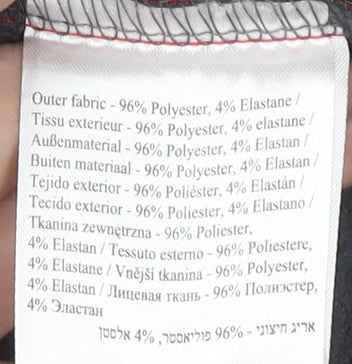 Outer fabric - 96% Polyester, 4% Elastane /
Tissu exterieur - 96% Polyester, 4% elastane /
Außenmaterial - 96% Polyester, 4% Elastan /
Buiten materiaal - 96% Polyester, 4% Elastan /
Tejido exterior - 96% Poliéster, 4% Elastán /
Tecido exterior - 96% Poliester, 4% Elastano /
Tkanina zewnętrzna - 96% Poliester,
4% Elastan / Tessuto esterno - 96% Poliestere,
4% Elastane / Vnější tkanina - 96% Polyester,
4% Elastan / Лицевая ткань - 96% Полиэстер,
4% Эластан
אריג חיצוני - 96% פוליאסטר, 4% אלסטן